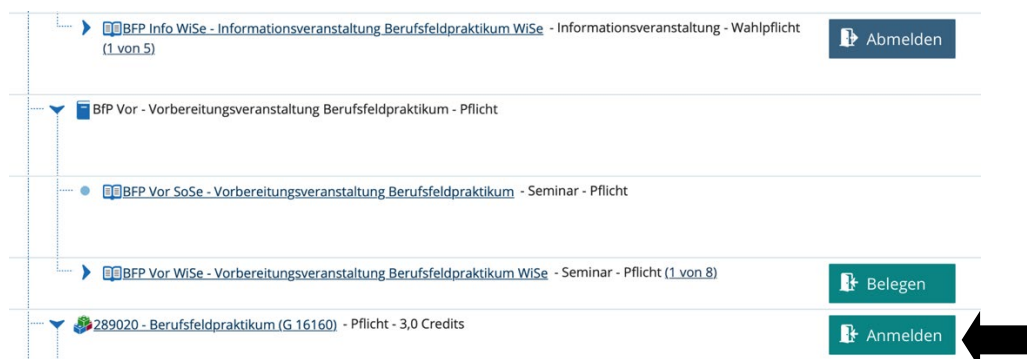 BFP Info WiSe - Informationsveranstaltung Berufsfeldpraktikum WiSe - Informationsveranstaltung - Wahlpflicht
(1 von 5)
Abmelden
BfP Vor - Vorbereitungsveranstaltung Berufsfeldpraktikum - Pflicht
BFP Vor SoSe - Vorbereitungsveranstaltung Berufsfeldpraktikum - Seminar - Pflicht
BFP Vor WiSe - Vorbereitungsveranstaltung Berufsfeldpraktikum WiSe - Seminar - Pflicht (1 von 8)
Belegen
289020 - Berufsfeldpraktikum (G 16160) - Pflicht - 3,0 Credits
Anmelden